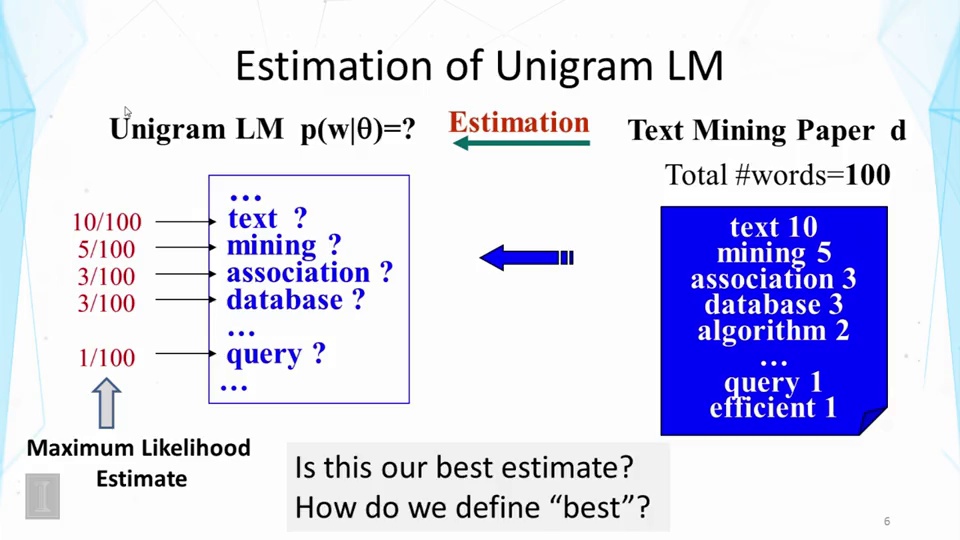 Estimation of Unigram LM
Unigram LM p(w|θ)=?
Estimation
Text Mining Paper d
Total #words=100
...
10/100 text ?
5/100 mining ?
3/100 association ?
3/100 database ?
...
1/100 query ?
...
text 10
mining 5
association 3
database 3
algorithm 2
...
query 1
efficient 1
Maximum Likelihood
Estimate
Is this our best estimate?
How do we define “best”?
I
6